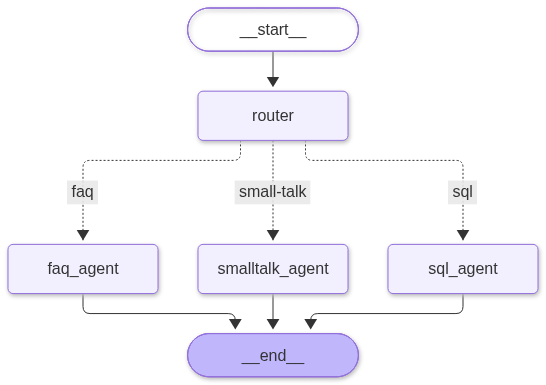 __start__
router
faq
small-talk
sql
faq_agent
smalltalk_agent
sql_agent
__end__